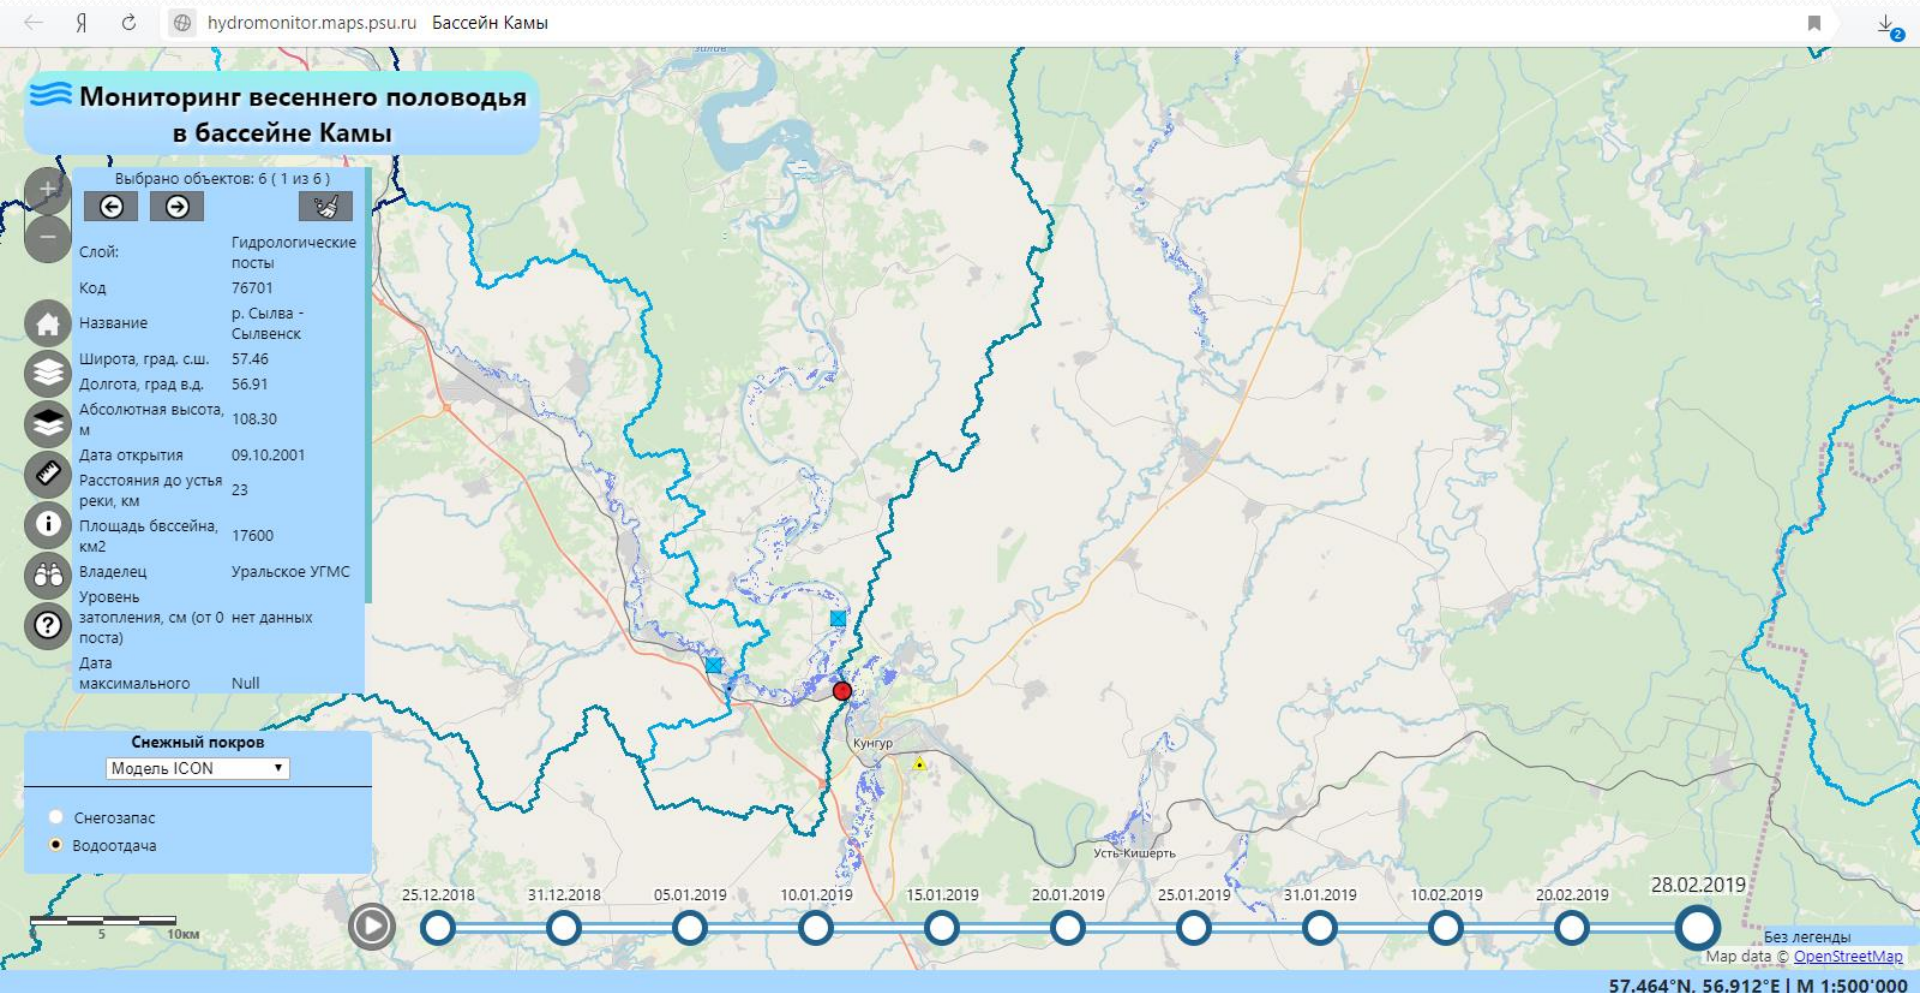 Я hydromonitor.maps.psu.ru Бассейн Камы
2
Мониторинг весеннего половодья
в бассейне Камы
Выбрано объектов: 6 ( 1 из 6 )
Слой: Гидрологические
посты
Код 76701
Название р. Сылва -
Сылвенск
Широта, град. с.ш. 57.46
Долгота, град в.д. 56.91
Абсолютная высота,
м 108.30
Дата открытия 09.10.2001
Расстояния до устья
реки, км 23
Площадь бвссейна,
км2 17600
Владелец Уральское УГМС
Уровень
затопления, см (от 0
поста) нет данных
Дата
максимального Null
Снежный покров
Модель ICON
Снегозапас
Водоотдача
Кунгур
Усть-Кишерть
25.12.2018 31.12.2018 05.01.2019 10.01.2019 15.01.2019 20.01.2019 25.01.2019 31.01.2019 10.02.2019 20.02.2019 28.02.2019
0 5 10км
Без легенды
Map data © OpenStreetMap
57.464°N, 56.912°E | M 1:500'000